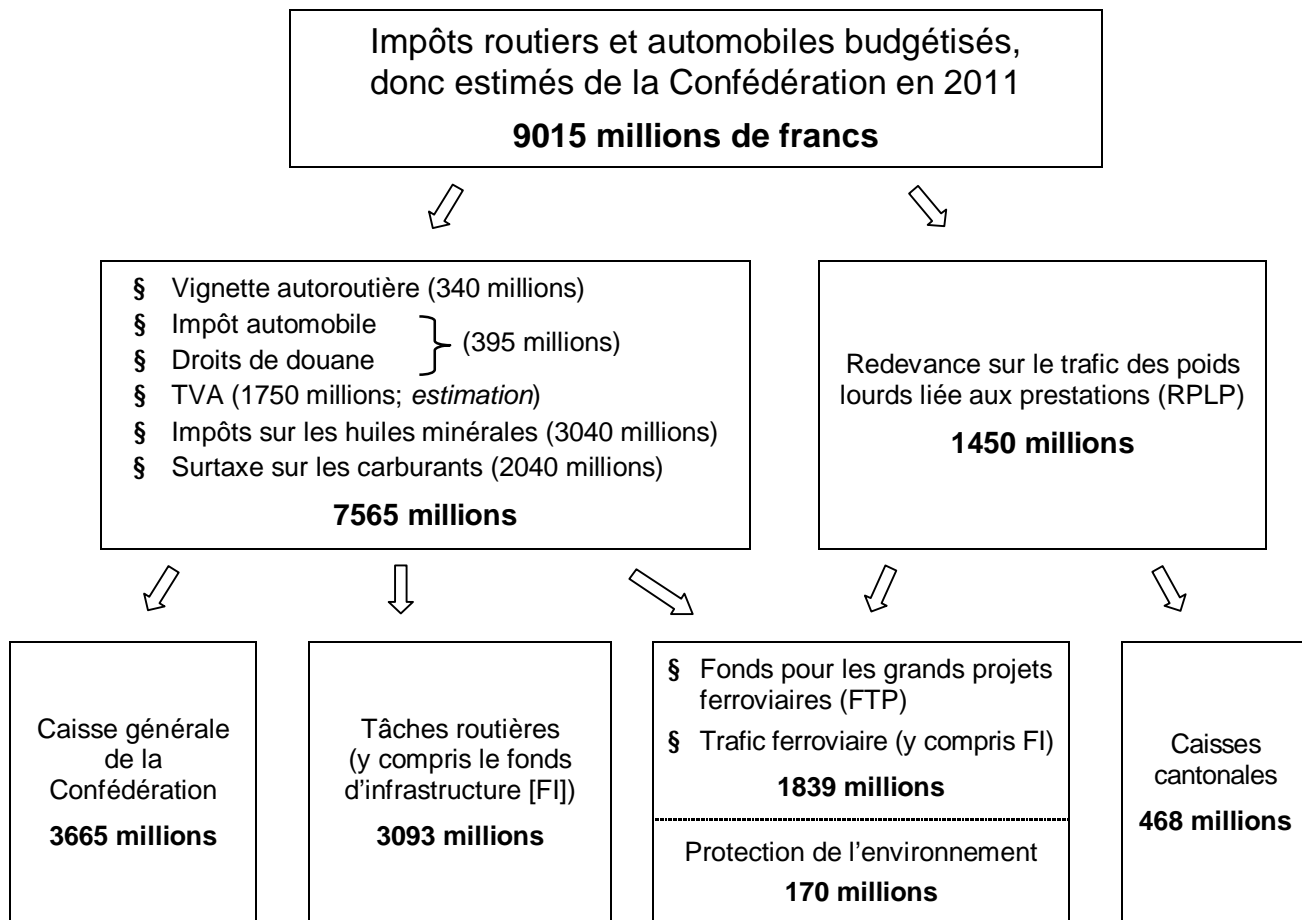 Impôts routiers et automobiles budgétisés,
donc estimés de la Confédération en 2011
9015 millions de francs
§ Vignette autoroutière (340 millions)
§ Impôt automobile
§ Droits de douane
(395 millions)
§ TVA (1750 millions; estimation)
§ Impôts sur les huiles minérales (3040 millions)
§ Surtaxe sur les carburants (2040 millions)
7565 millions
Redevance sur le trafic des poids
lourds liée aux prestations (RPLP)
1450 millions
Caisse générale
de la
Confédération
3665 millions
Tâches routières
(y compris le fonds
d'infrastructure [FI])
3093 millions
§ Fonds pour les grands projets
ferroviaires (FTP)
§ Trafic ferroviaire (y compris FI)
1839 millions
Protection de l'environnement
170 millions
Caisses
cantonales
468 millions